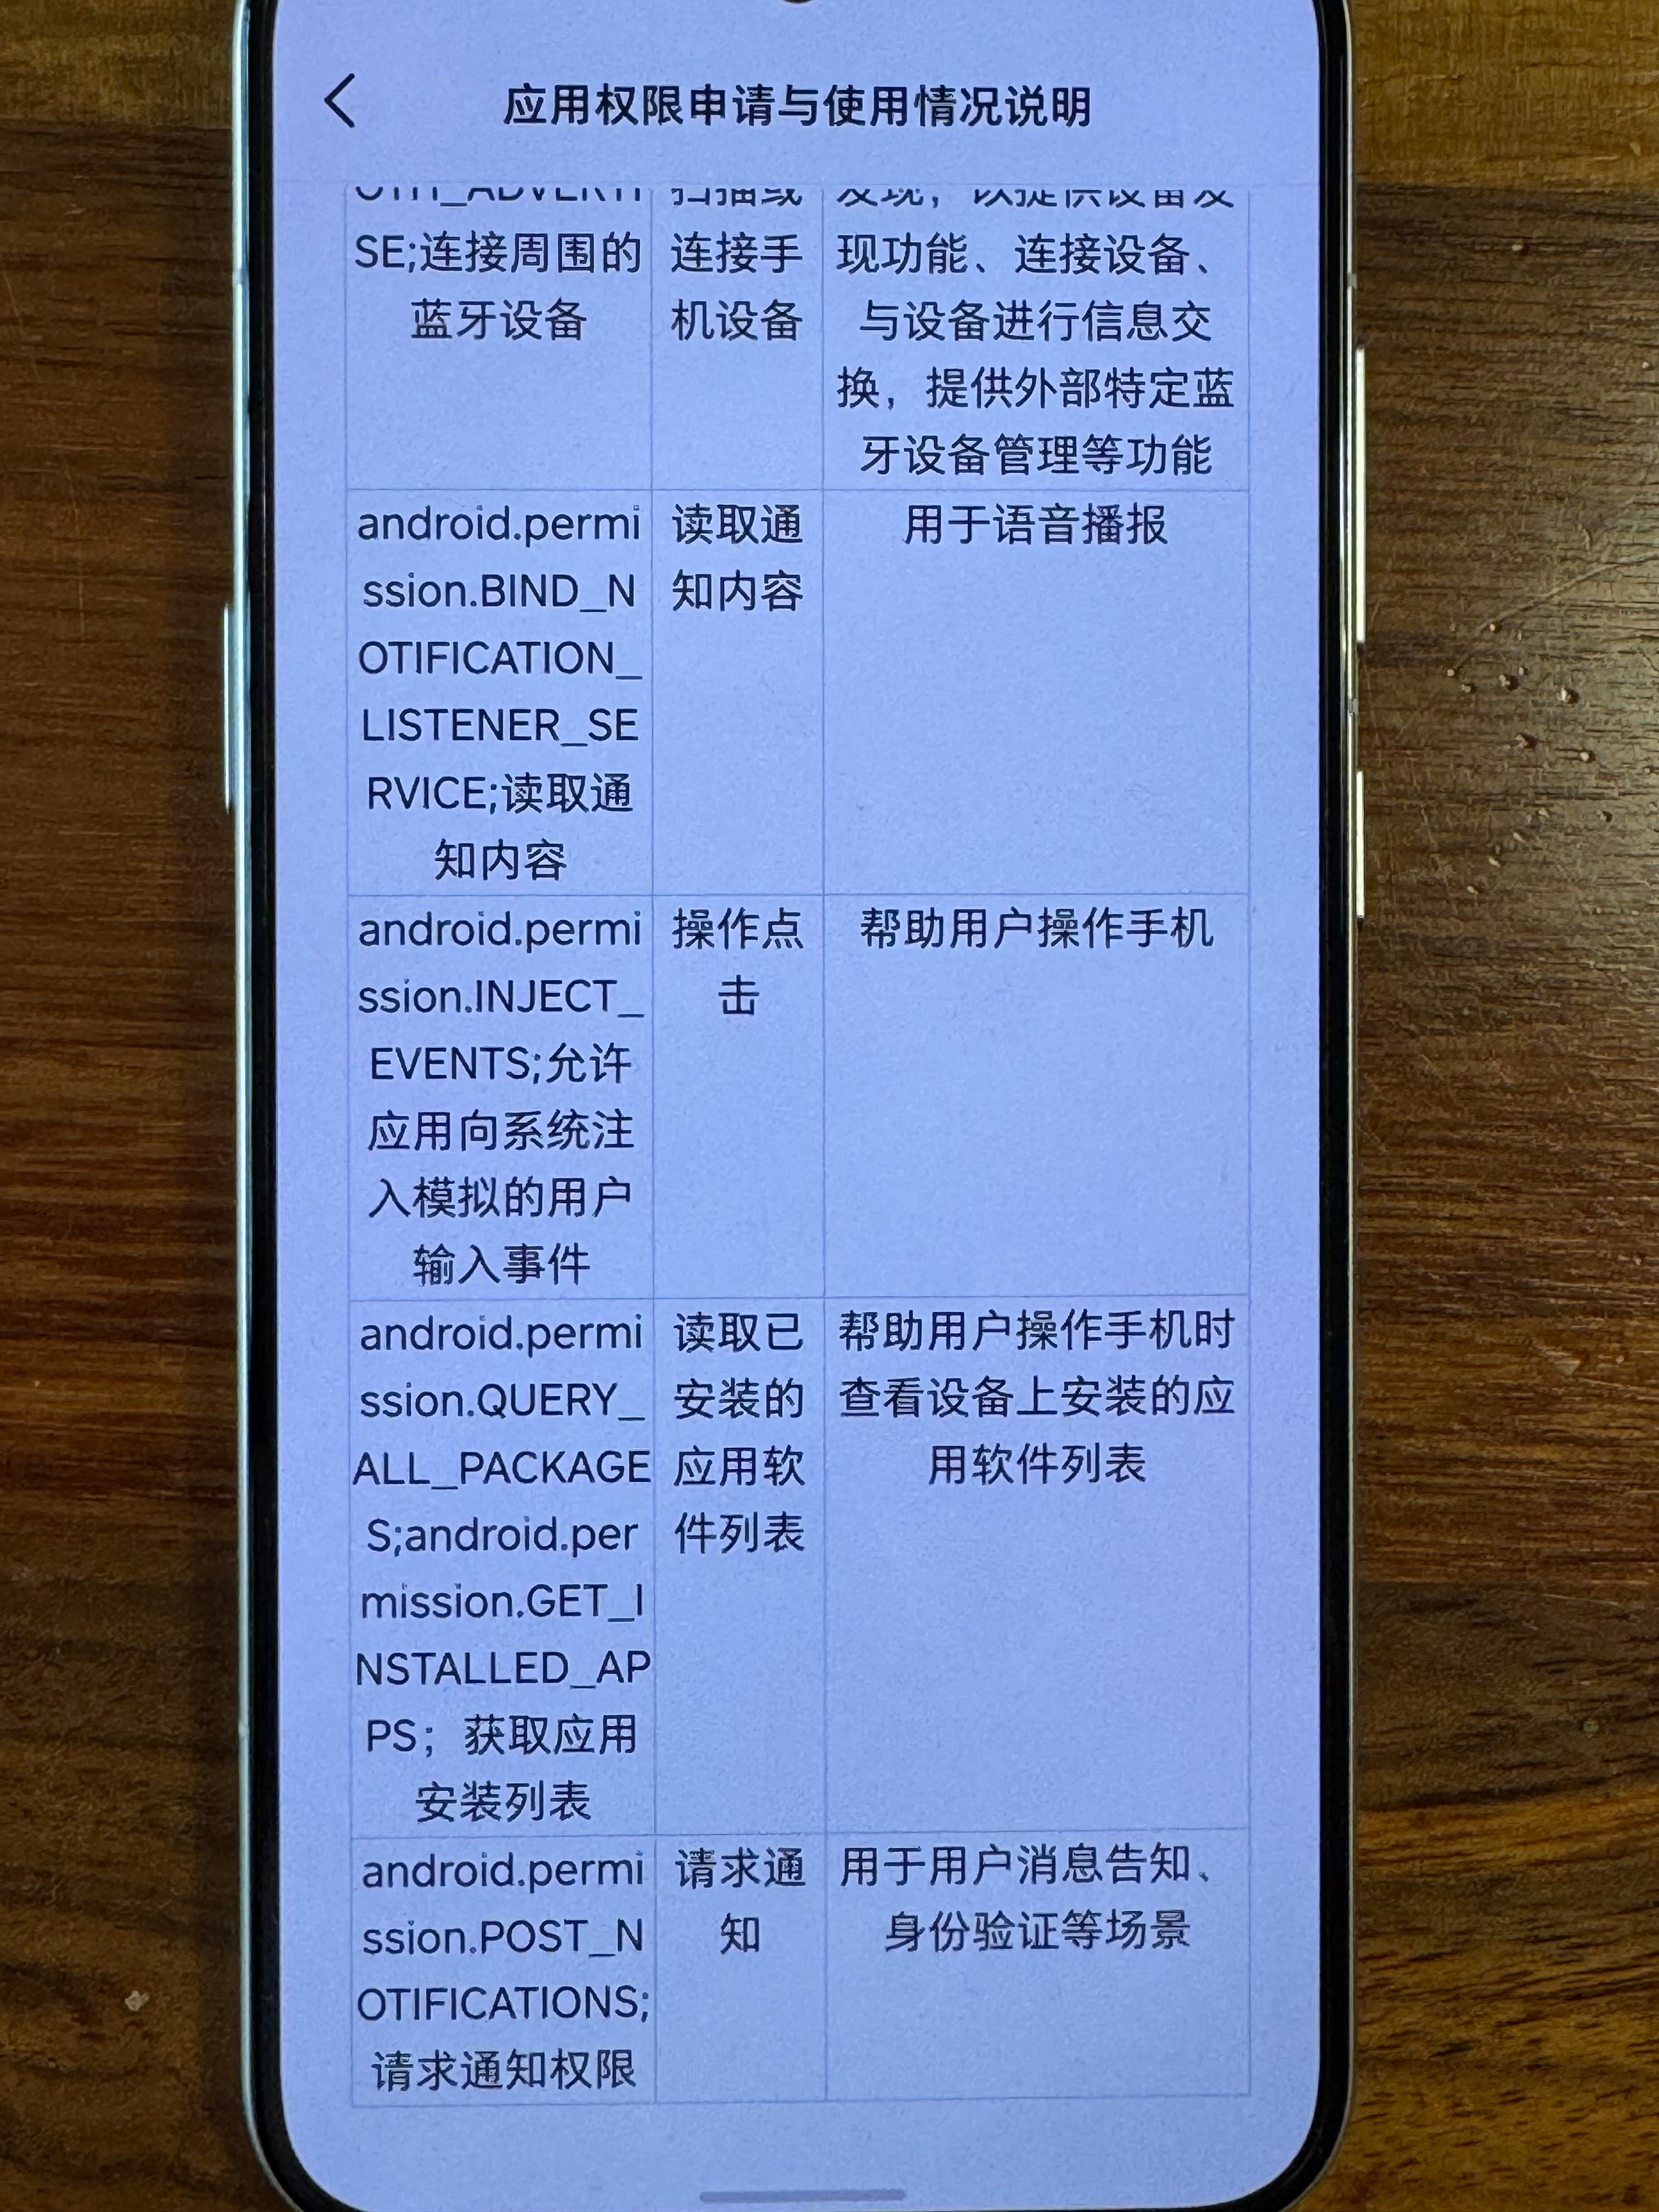 应用权限申请与使用情况说明
SE;连接周围的
蓝牙设备
连接手
机设备
现功能、连接设备、
与设备进行信息交
换，提供外部特定蓝
牙设备管理等功能
android.permi
ssion.BIND_N
OTIFICATION_
LISTENER_SE
RVICE;读取通
知内容
读取通
知内容
用于语音播报
android.permi
ssion.INJECT_
EVENTS;允许
应用向系统注
入模拟的用户
输入事件
操作点
击
帮助用户操作手机
android.permi
ssion.QUERY_
ALL_PACKAGE
S;android.per
mission.GET_I
NSTALLED_AP
PS；获取应用
安装列表
读取已
安装的
应用软
件列表
帮助用户操作手机时
查看设备上安装的应
用软件列表
android.permi
ssion.POST_N
OTIFICATIONS;
请求通知权限
请求通
知
用于用户消息告知、
身份验证等场景